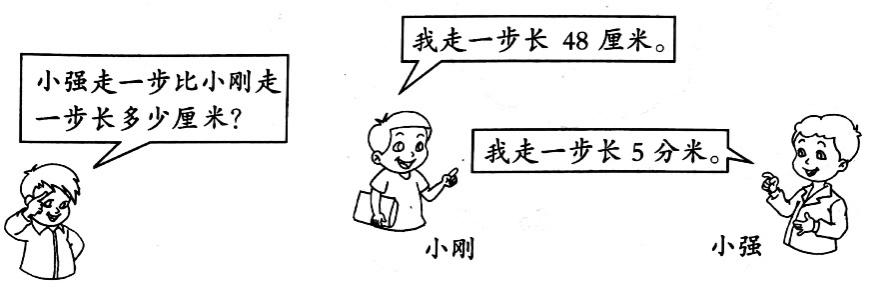 我走一步长 48 厘米。
小强走一步比小刚走
一步长多少厘米？
我走一步长 5 分米。
小刚
小强